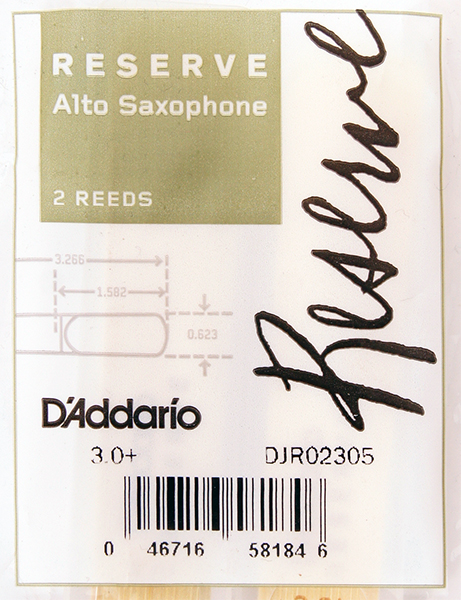 RESERVE
Alto Saxophone
2 REEDS
Reserve
3.266
1.582
0.623
D'Addario
3.0+ DJR02305
0 46716 58184 6